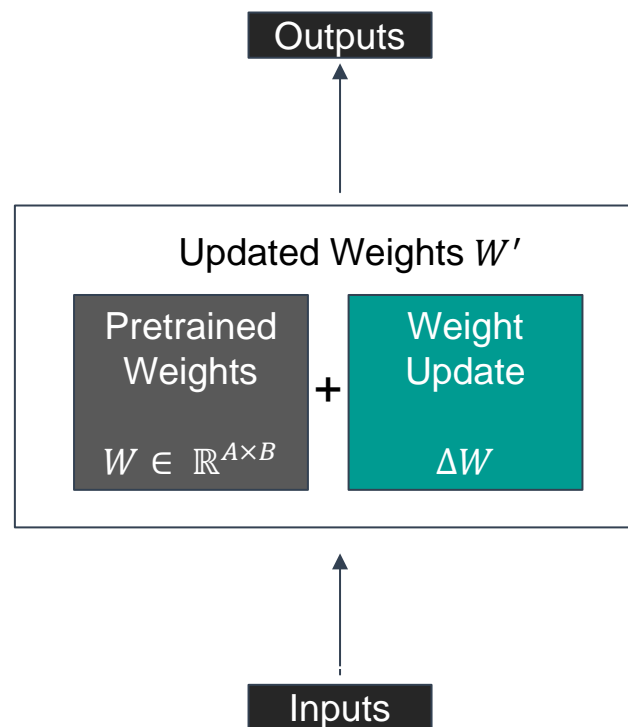 Outputs
Updated Weights 𝑊′
Pretrained
Weights
𝑊 ∈ ℝ^{𝐴×𝐵}
+
Weight
Update
Δ𝑊
Inputs